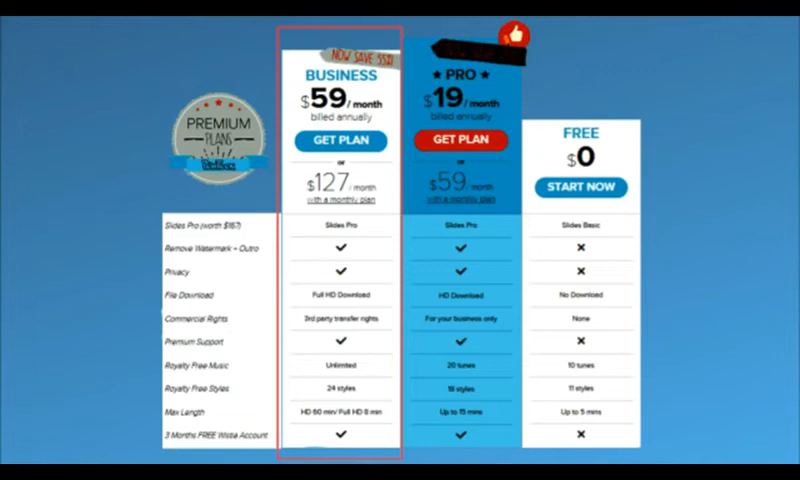 NOW SAVE 55%!
BUSINESS
$59/month
billed annually
GET PLAN
or
$127/month
with a monthly plan
★ PRO ★
$19/month
billed annually
GET PLAN
or
$59/month
with a monthly plan
PREMIUM
PLANS
FREE
$0
START NOW
Slides Pro (worth $167) Slides Pro Slides Pro Slides Basic
Remove Watermark + Outro ✓ ✓ ✕
Privacy ✓ ✓ ✕
File Download Full HD Download HD Download No Download
Commercial Rights 3rd party transfer rights For your business only None
Premium Support ✓ ✓ ✕
Royalty Free Music Unlimited 20 tunes 10 tunes
Royalty Free Styles 24 styles 18 styles 11 styles
Max Length HD 60 min/ Full HD 8 min Up to 15 mins Up to 5 mins
3 Months FREE Wistia Account ✓ ✓ ✕